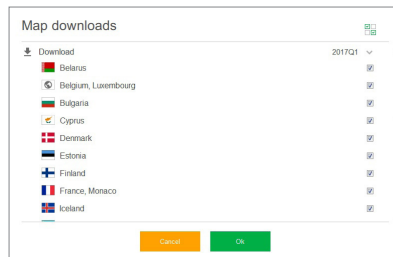 Map downloads
Download 2017Q1
Belarus
Belgium, Luxembourg
Bulgaria
Cyprus
Denmark
Estonia
Finland
France, Monaco
Iceland
Cancel Ok